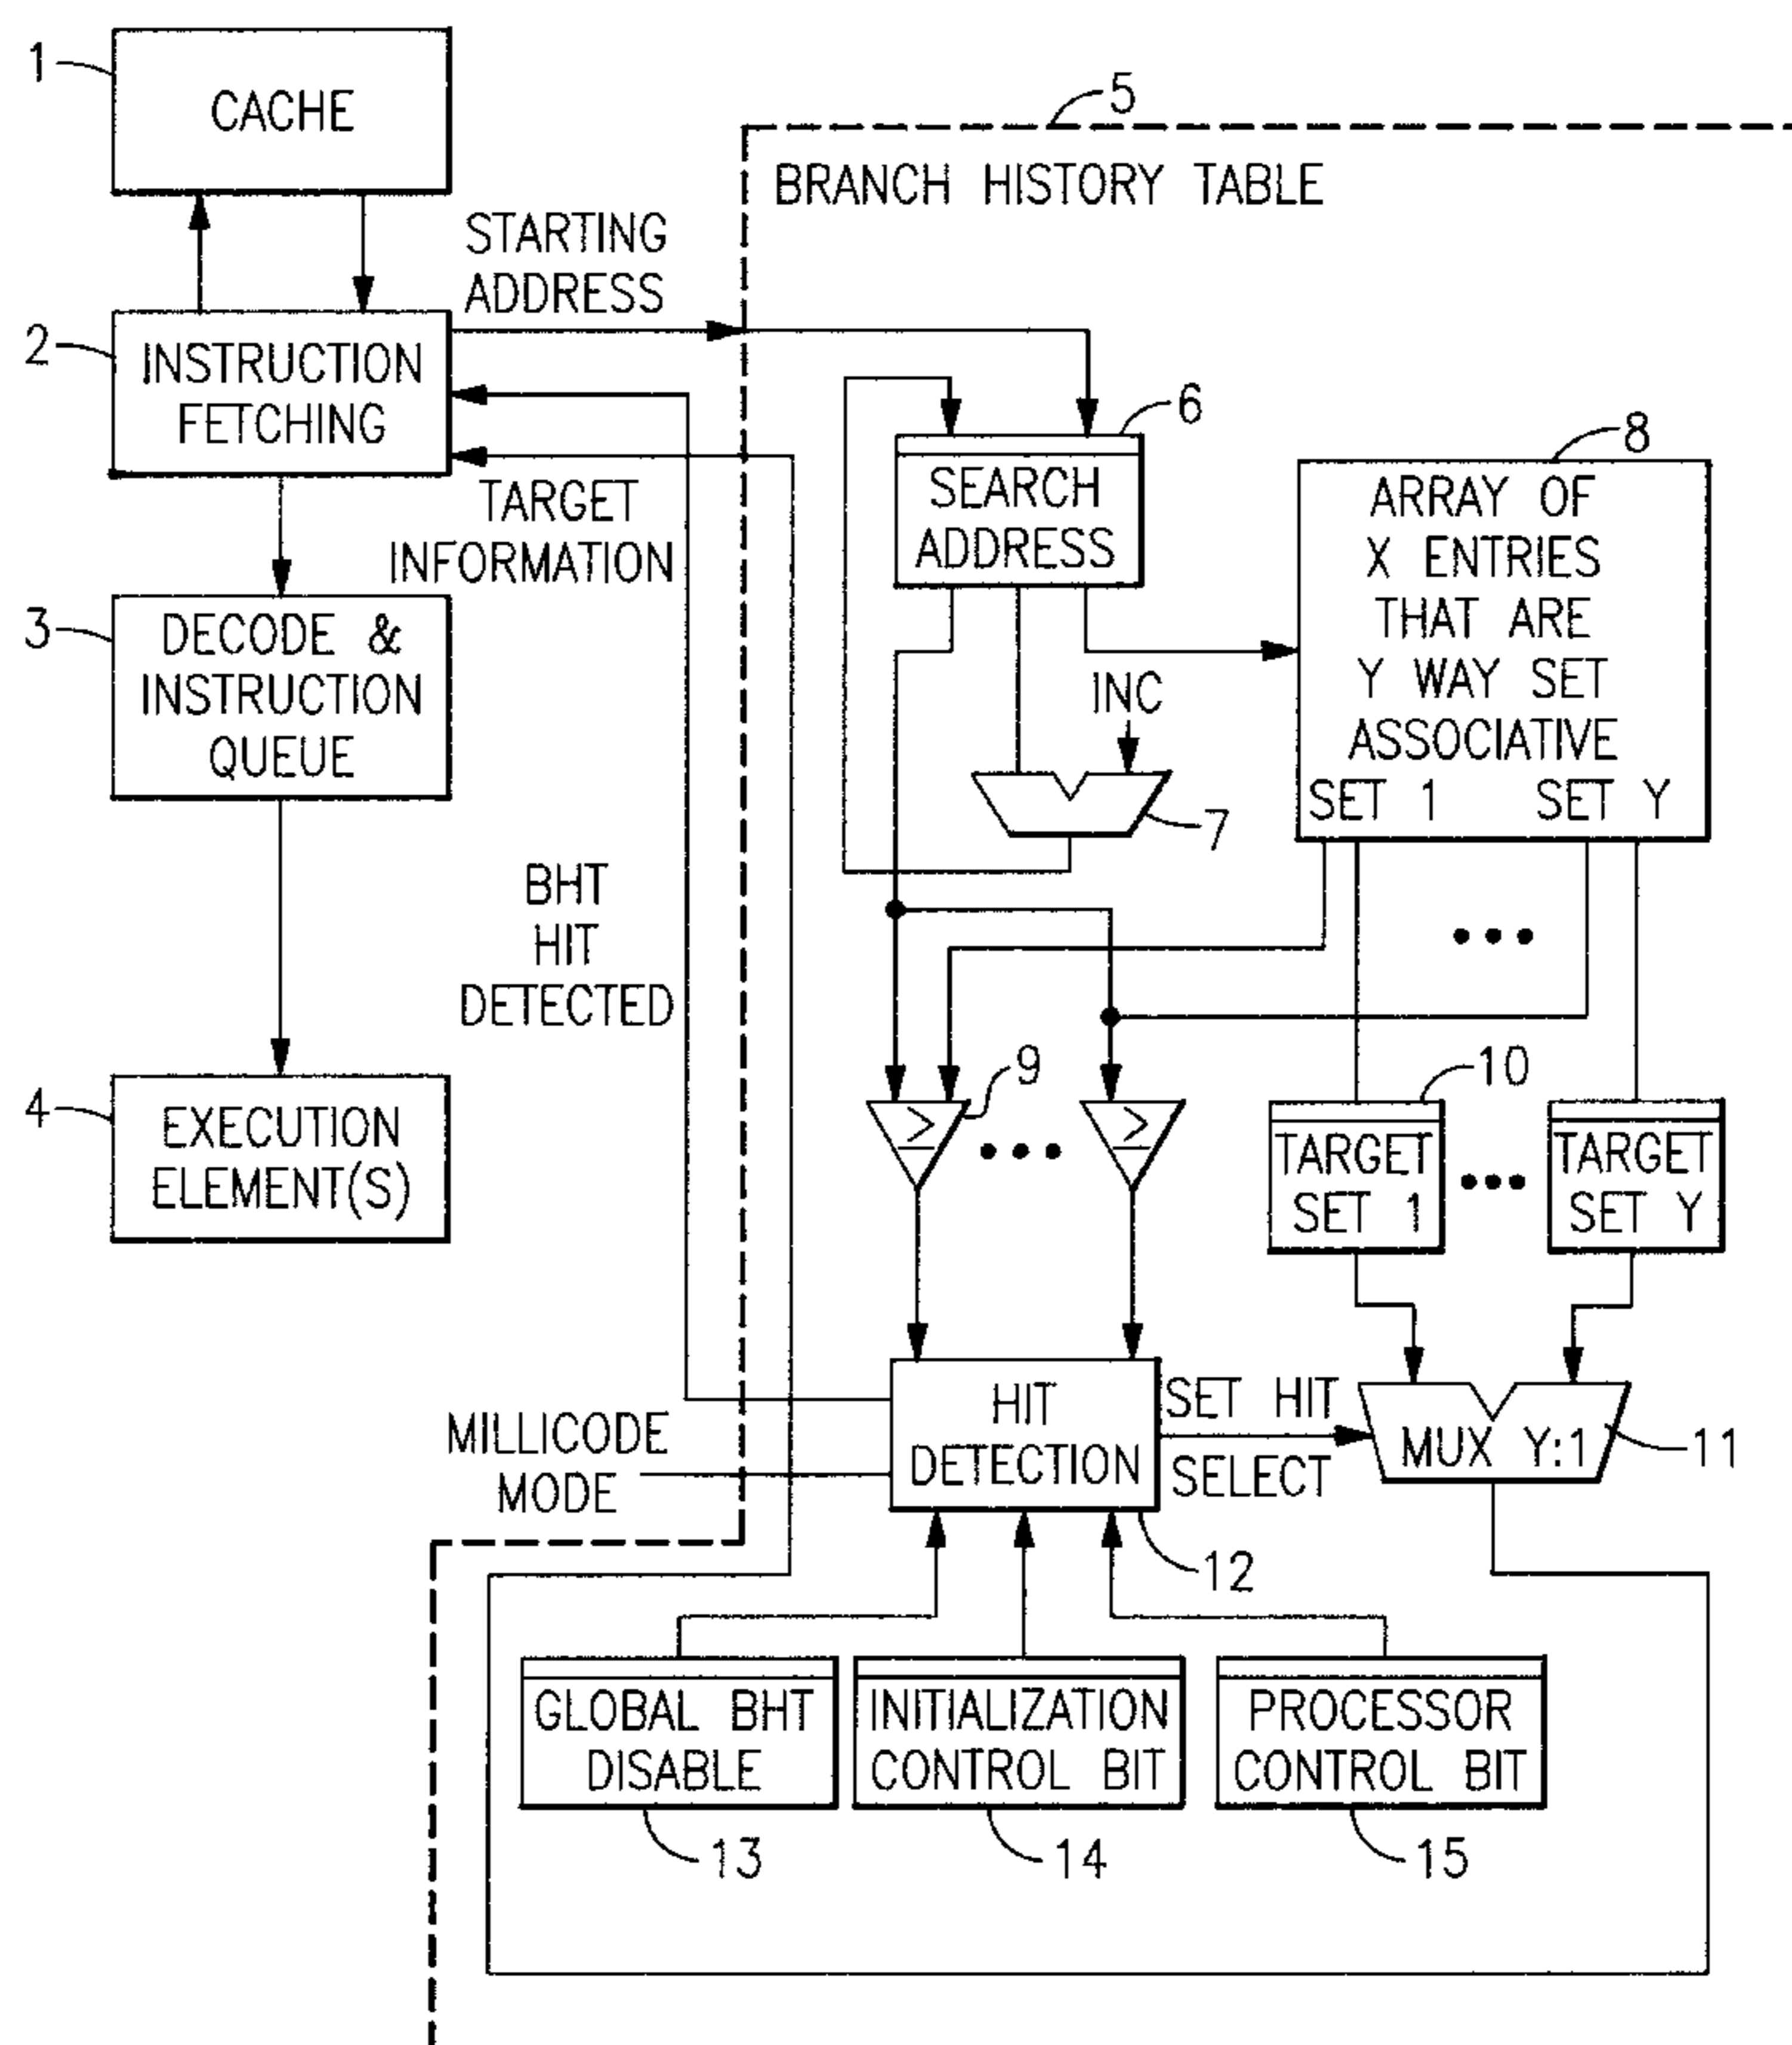 1
CACHE
5
BRANCH HISTORY TABLE
STARTING
ADDRESS
2
INSTRUCTION
FETCHING
6
SEARCH
ADDRESS
8
ARRAY OF
X ENTRIES
THAT ARE
Y WAY SET
ASSOCIATIVE
SET 1 SET Y
TARGET
INFORMATION
3
DECODE &
INSTRUCTION
QUEUE
INC
7
BHT
HIT
DETECTED
4
EXECUTION
ELEMENT(S)
9
≥
≥
10
TARGET
SET 1
TARGET
SET Y
HIT
DETECTION
SET HIT
SELECT
MUX Y:1
11
MILLICODE
MODE
12
GLOBAL BHT
DISABLE
INITIALIZATION
CONTROL BIT
PROCESSOR
CONTROL BIT
13
14
15